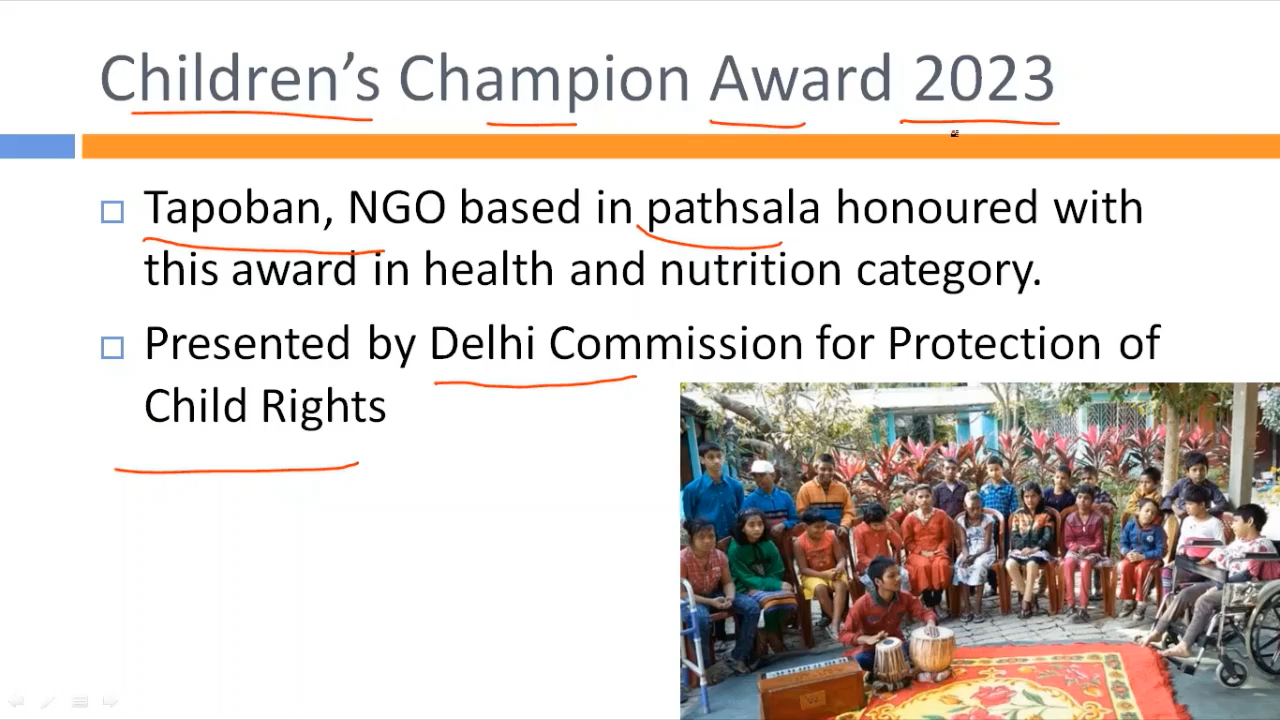 Children's Champion Award 2023
Tapoban, NGO based in pathsala honoured with
this award in health and nutrition category.
Presented by Delhi Commission for Protection of
Child Rights